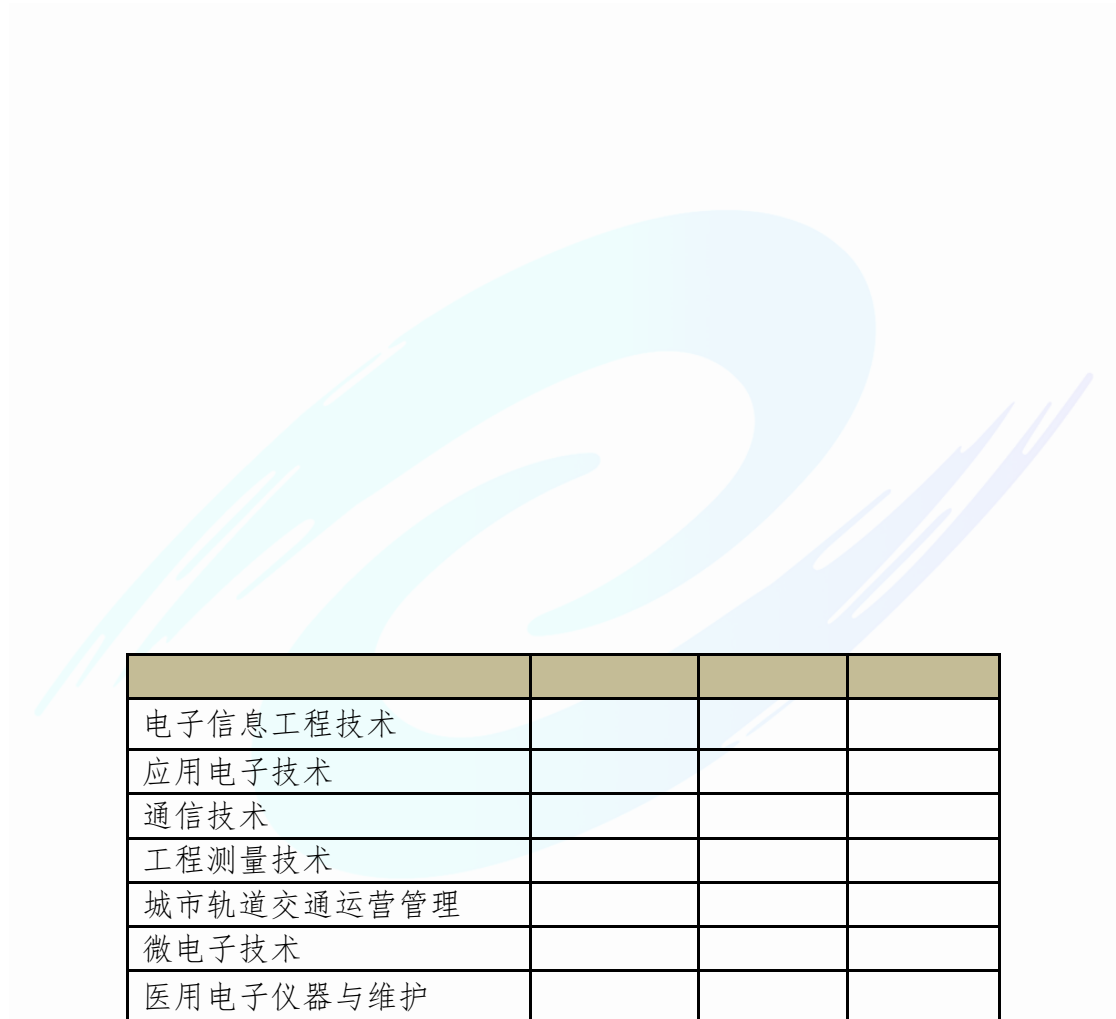 电子信息工程技术
应用电子技术
通信技术
工程测量技术
城市轨道交通运营管理
微电子技术
医用电子仪器与维护